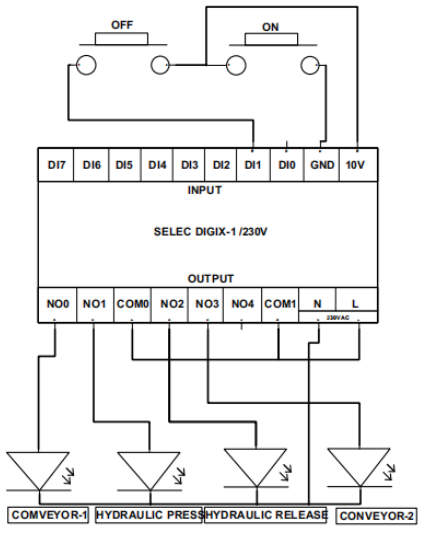 OFF
ON
DI7 DI6 DI5 DI4 DI3 DI2 DI1 DI0 GND 10V
INPUT
SELEC DIGIX-1 /230V
OUTPUT
NO0 NO1 COM0 NO2 NO3 NO4 COM1 N L
230VAC
COMVEYOR-1 HYDRAULIC PRESS HYDRAULIC RELEASE CONVEYOR-2